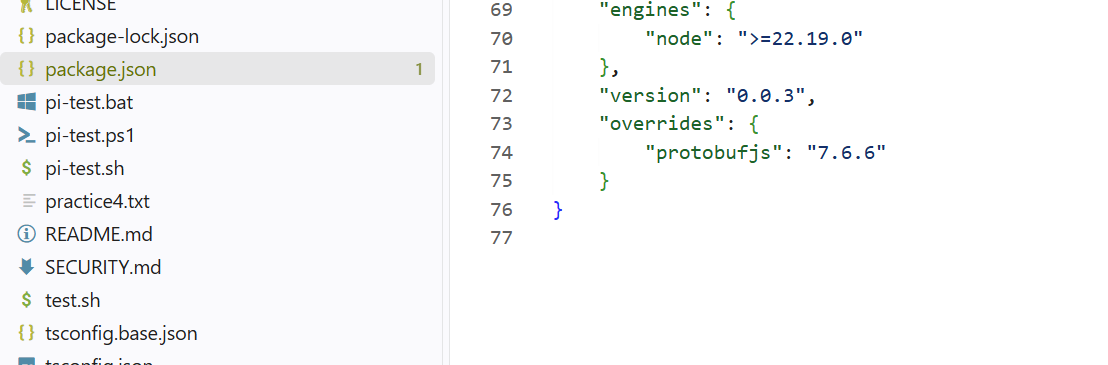 LICENSE
package-lock.json
package.json 1
pi-test.bat
pi-test.ps1
pi-test.sh
practice4.txt
README.md
SECURITY.md
test.sh
tsconfig.base.json
tsconfig.json
69 "engines": {
70 "node": ">=22.19.0"
71 },
72 "version": "0.0.3",
73 "overrides": {
74 "protobufjs": "7.6.6"
75 }
76 }
77